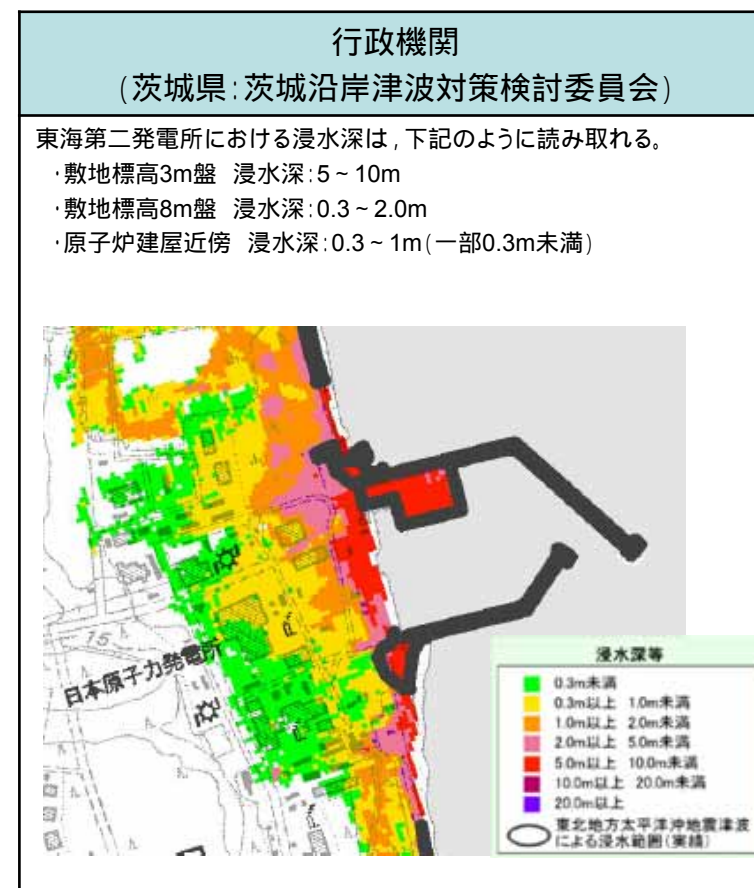 行政機関
(茨城県:茨城沿岸津波対策検討委員会)
東海第二発電所における浸水深は,下記のように読み取れる。
・敷地標高3m盤 浸水深:5~10m
・敷地標高8m盤 浸水深:0.3~2.0m
・原子炉建屋近傍 浸水深:0.3~1m(一部0.3m未満)
15
日本原子力発電所
浸水深等
0.3m未満
0.3m以上 1.0m未満
1.0m以上 2.0m未満
2.0m以上 5.0m未満
5.0m以上 10.0m未満
10.0m以上 20.0m未満
20.0m以上
東北地方太平洋沖地震津波
による浸水範囲(実績)